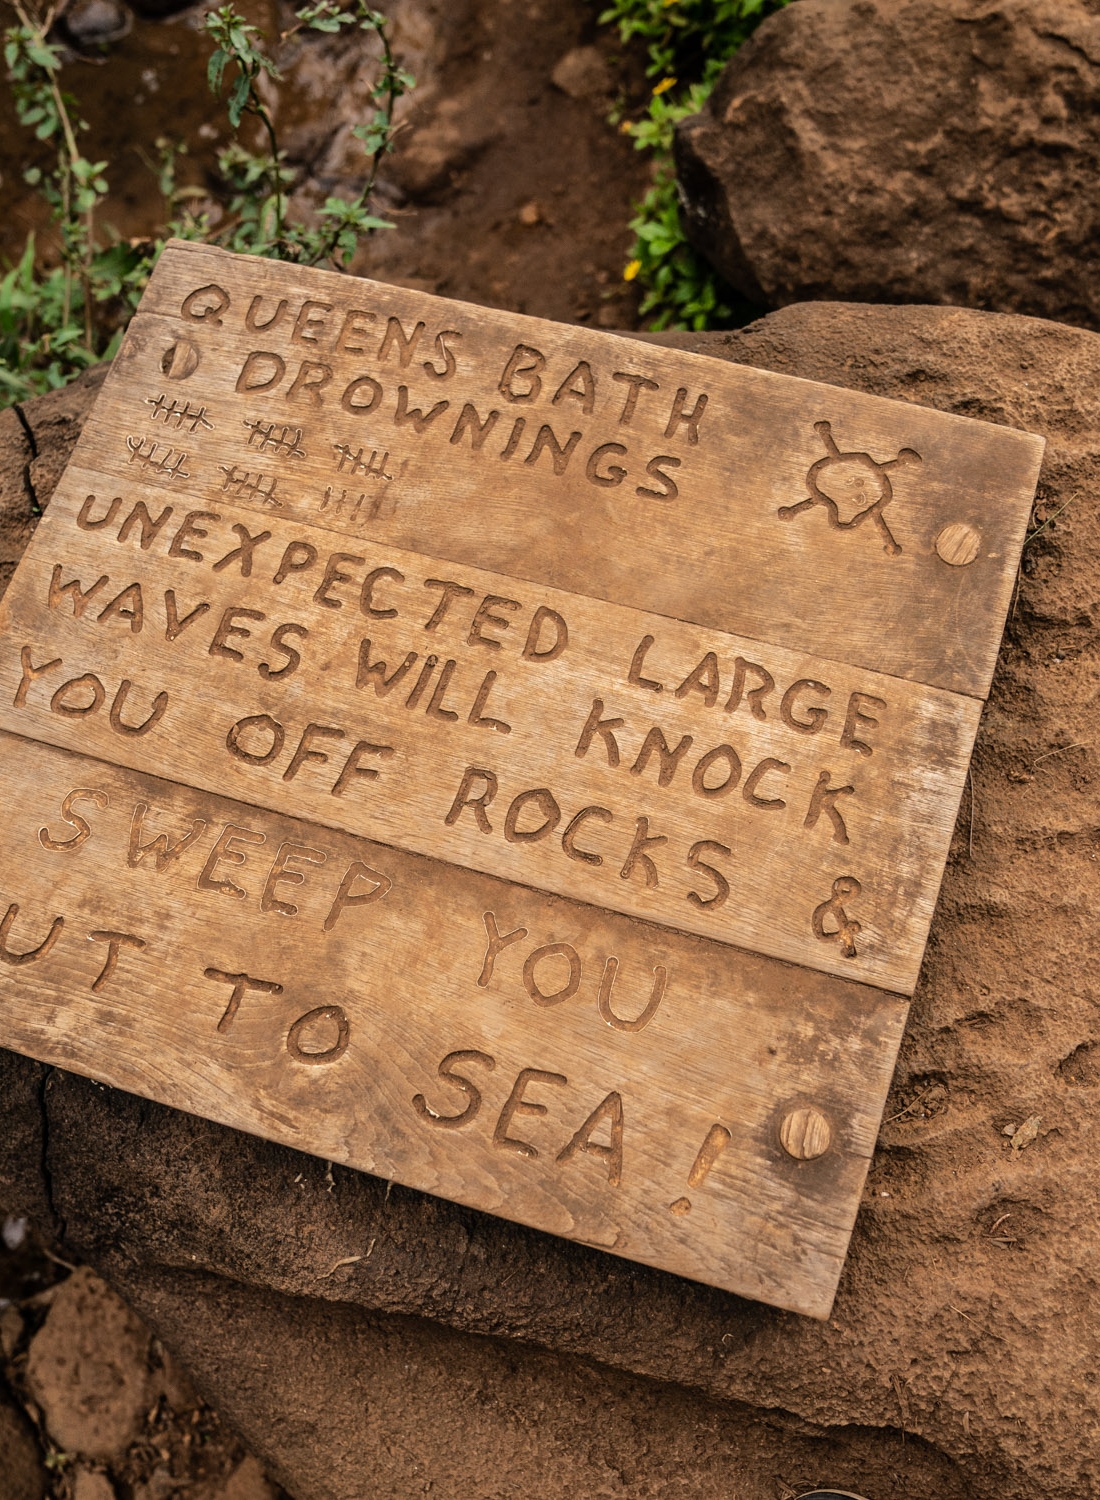 QUEENS BATH
DROWNINGS
UNEXPECTED LARGE
WAVES WILL KNOCK
YOU OFF ROCKS &
SWEEP YOU
UT TO SEA!